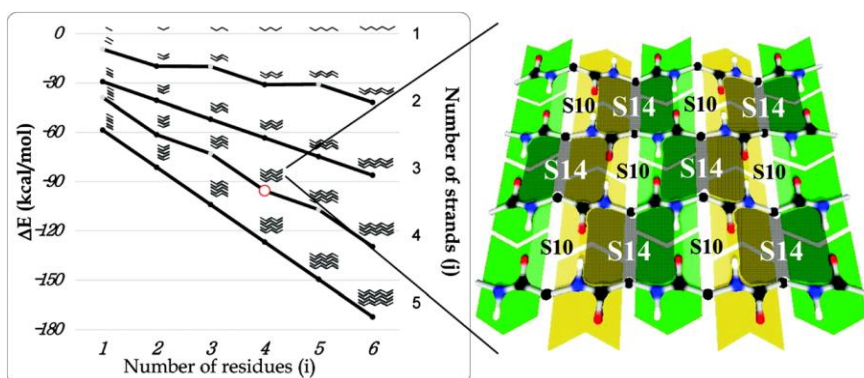 0
-30
-60
-90
-120
-150
-180
ΔE (kcal/mol)
1 2 3 4 5 6
Number of residues (i)
1
2
3
4
5
Number of strands (j)
S10 S14 S10 S14
S14 S10 S14 S10
S10 S14 S10 S14